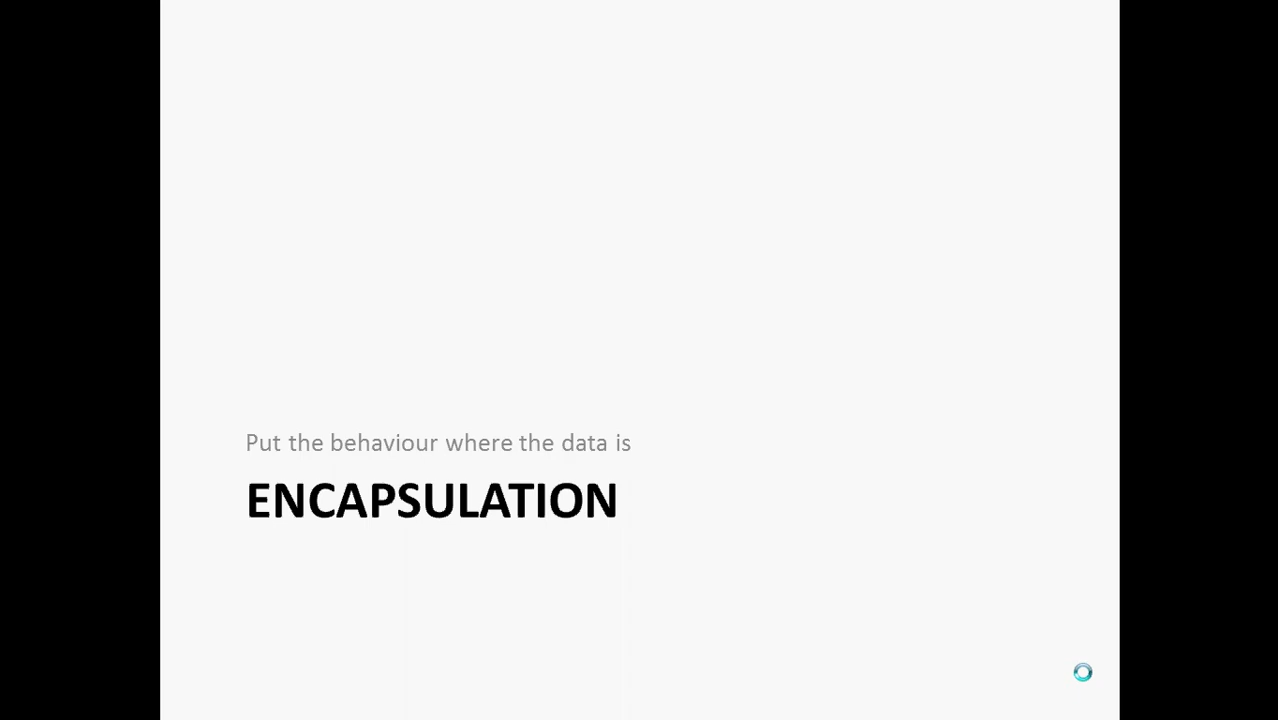 Put the behaviour where the data is
ENCAPSULATION